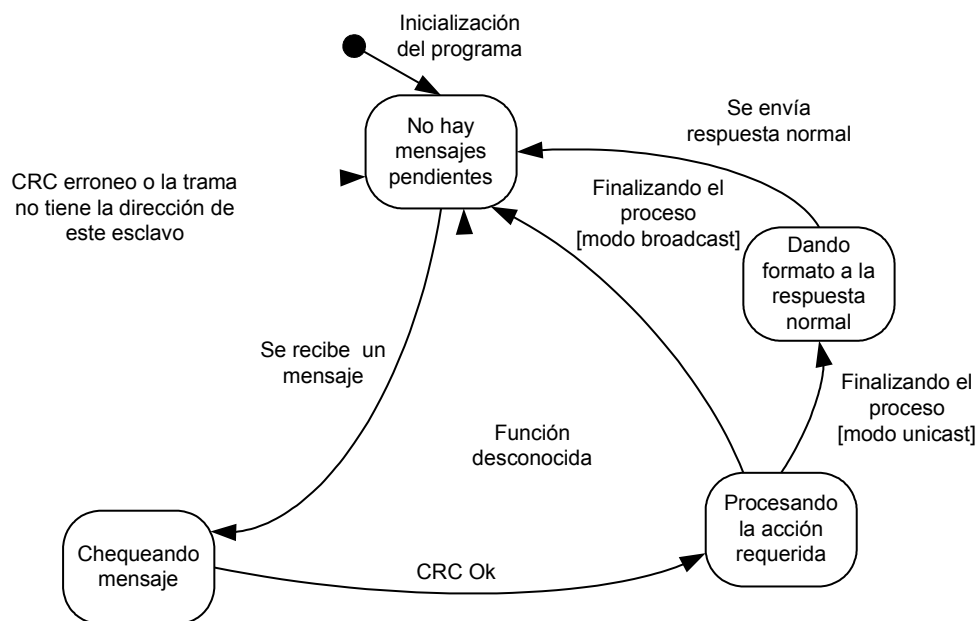 Inicialización
del programa
No hay
mensajes
pendientes
Se envía
respuesta normal
CRC erroneo o la trama
no tiene la dirección de
este esclavo
Finalizando el
proceso
[modo broadcast]
Dando
formato a la
respuesta
normal
Se recibe un
mensaje
Finalizando el
proceso
[modo unicast]
Función
desconocida
Procesando
la acción
requerida
Chequeando
mensaje
CRC Ok